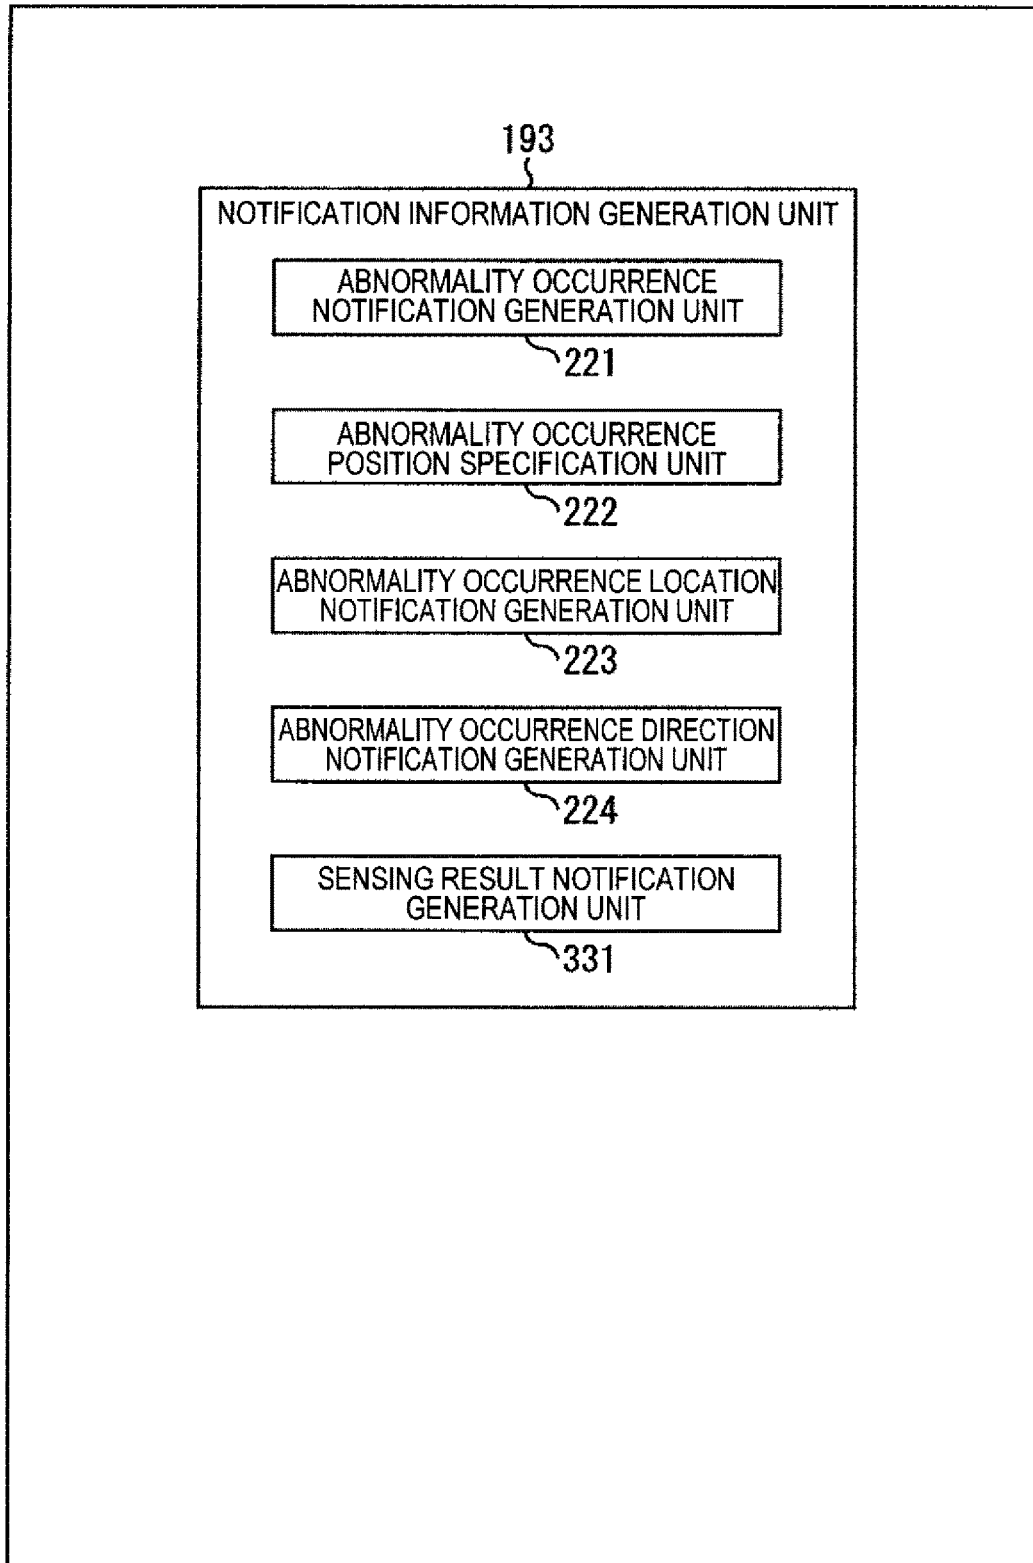 193
NOTIFICATION INFORMATION GENERATION UNIT
ABNORMALITY OCCURRENCE
NOTIFICATION GENERATION UNIT
221
ABNORMALITY OCCURRENCE
POSITION SPECIFICATION UNIT
222
ABNORMALITY OCCURRENCE LOCATION
NOTIFICATION GENERATION UNIT
223
ABNORMALITY OCCURRENCE DIRECTION
NOTIFICATION GENERATION UNIT
224
SENSING RESULT NOTIFICATION
GENERATION UNIT
331